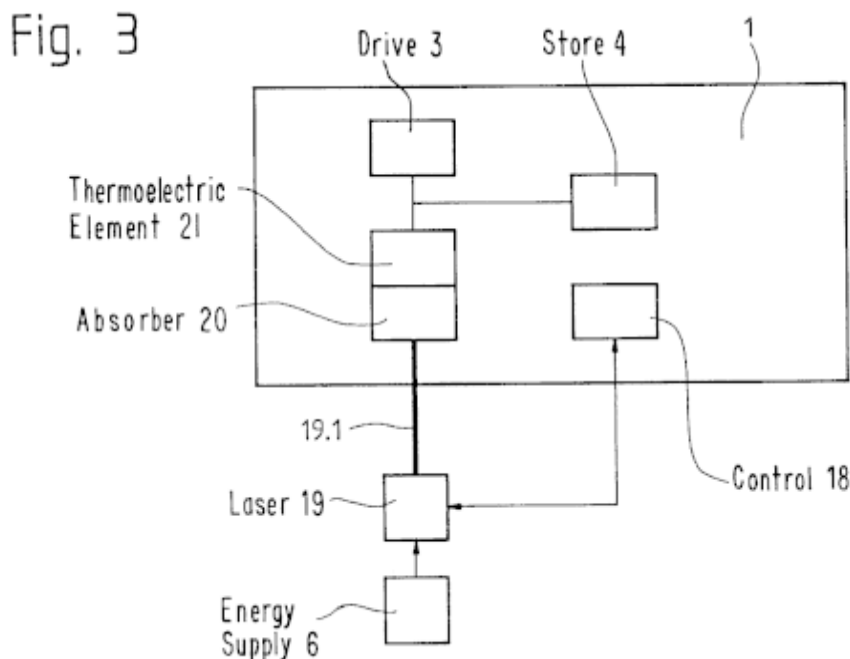 Fig. 3
Drive 3
Store 4
1
Thermoelectric
Element 21
Absorber 20
19.1
Laser 19
Control 18
Energy
Supply 6